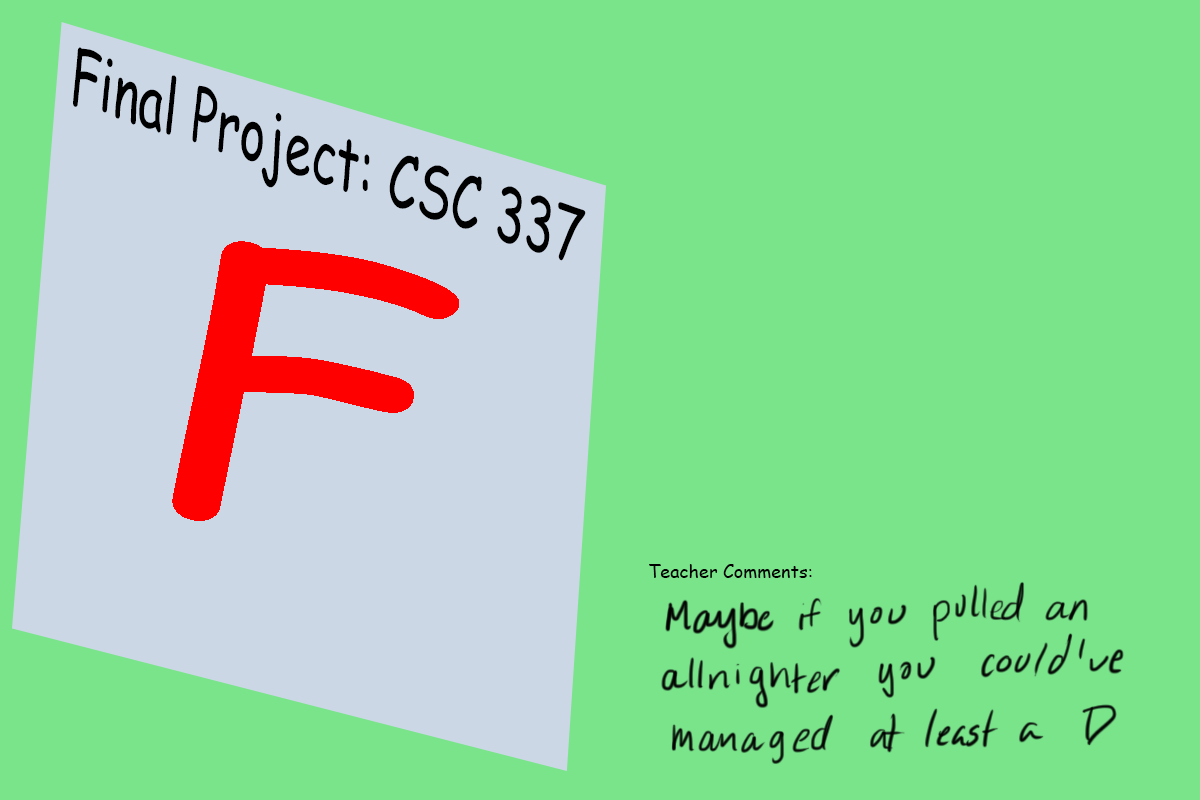 Final Project: CSC 337
F
Teacher Comments:
Maybe if you pulled an
allnighter you could've
managed at least a D